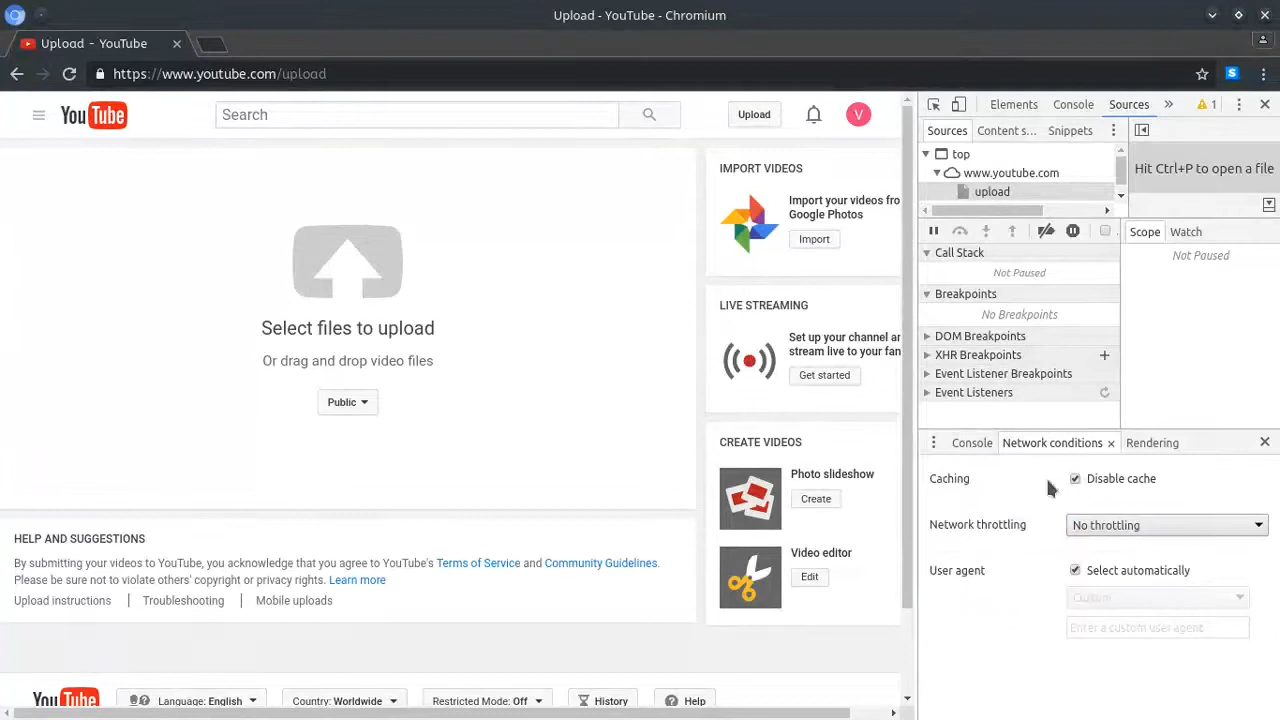 Upload - YouTube - Chromium
Upload - YouTube
https://www.youtube.com/upload
YouTube
Search
Upload
V
Select files to upload
Or drag and drop video files
Public
HELP AND SUGGESTIONS
By submitting your videos to YouTube, you acknowledge that you agree to YouTube's Terms of Service and Community Guidelines.
Please be sure not to violate others' copyright or privacy rights. Learn more
Upload instructions
Troubleshooting
Mobile uploads
IMPORT VIDEOS
Import your videos fro
Google Photos
Import
LIVE STREAMING
Set up your channel an
stream live to your fan
Get started
CREATE VIDEOS
Photo slideshow
Create
Video editor
Edit
YouTube
Language: English
Country: Worldwide
Restricted Mode: Off
History
Help
Elements Console Sources » 1
Sources Content s... Snippets
top
www.youtube.com
upload
Hit Ctrl+P to open a file
Call Stack
Not Paused
Breakpoints
No Breakpoints
DOM Breakpoints
XHR Breakpoints
Event Listener Breakpoints
Event Listeners
Scope Watch
Not Paused
Console Network conditions Rendering
Caching Disable cache
Network throttling No throttling
User agent Select automatically
Custom
Enter a custom user agent